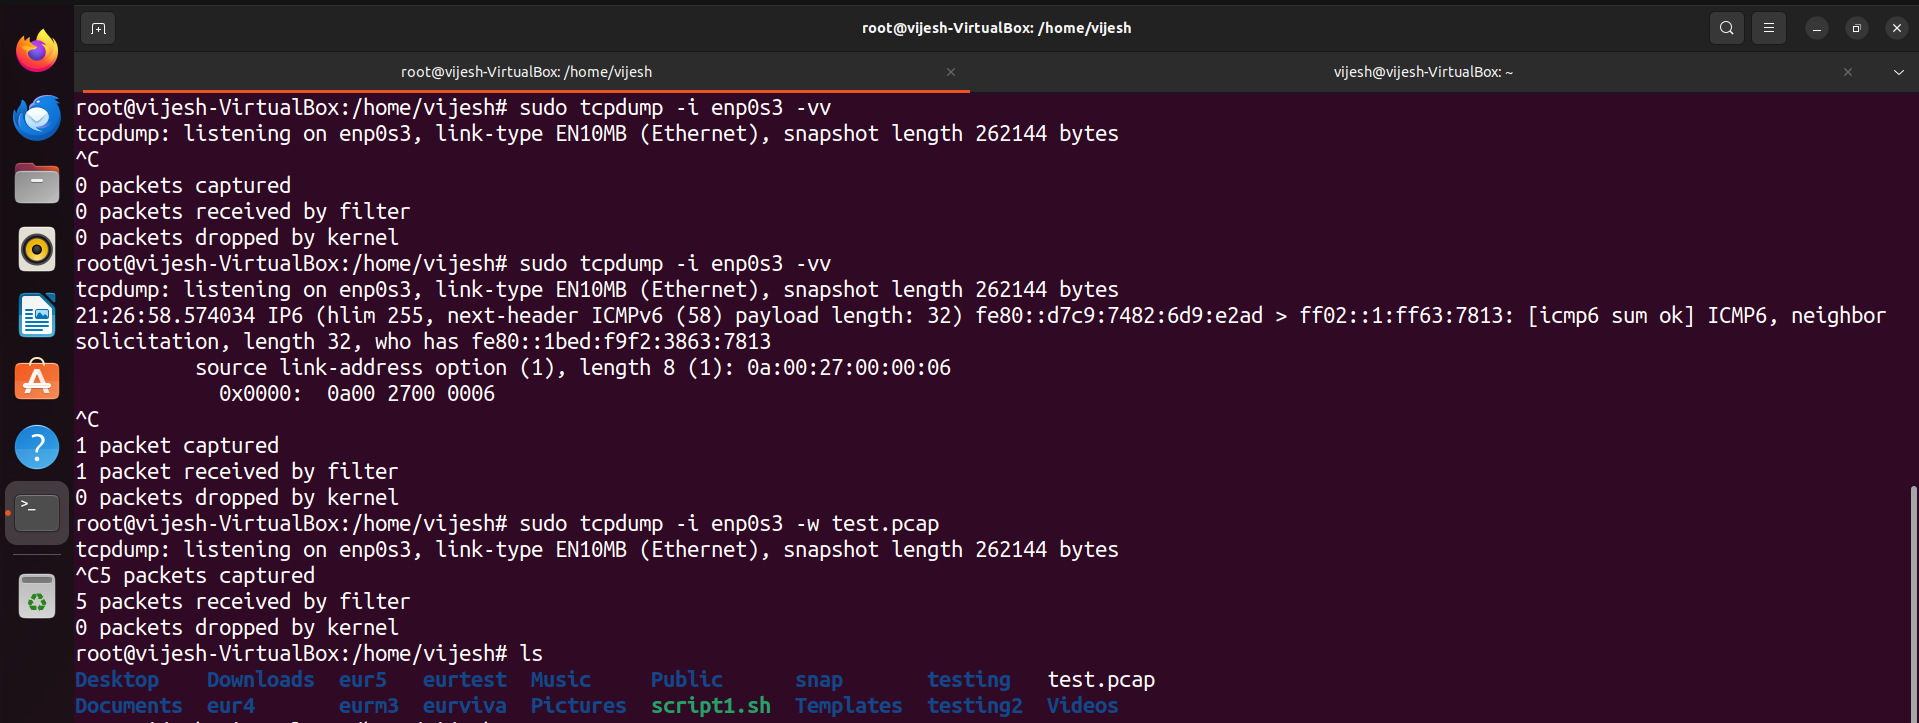 root@vijesh-VirtualBox: /home/vijesh
root@vijesh-VirtualBox: /home/vijesh
vijesh@vijesh-VirtualBox: ~
root@vijesh-VirtualBox:/home/vijesh# sudo tcpdump -i enp0s3 -vv
tcpdump: listening on enp0s3, link-type EN10MB (Ethernet), snapshot length 262144 bytes
^C
0 packets captured
0 packets received by filter
0 packets dropped by kernel
root@vijesh-VirtualBox:/home/vijesh# sudo tcpdump -i enp0s3 -vv
tcpdump: listening on enp0s3, link-type EN10MB (Ethernet), snapshot length 262144 bytes
21:26:58.574034 IP6 (hlim 255, next-header ICMPv6 (58) payload length: 32) fe80::d7c9:7482:6d9:e2ad > ff02::1:ff63:7813: [icmp6 sum ok] ICMP6, neighbor
solicitation, length 32, who has fe80::1bed:f9f2:3863:7813
source link-address option (1), length 8 (1): 0a:00:27:00:00:06
0x0000:  0a00 2700 0006
^C
1 packet captured
1 packet received by filter
0 packets dropped by kernel
root@vijesh-VirtualBox:/home/vijesh# sudo tcpdump -i enp0s3 -w test.pcap
tcpdump: listening on enp0s3, link-type EN10MB (Ethernet), snapshot length 262144 bytes
^C5 packets captured
5 packets received by filter
0 packets dropped by kernel
root@vijesh-VirtualBox:/home/vijesh# ls
Desktop    Downloads  eur5   eurtest  Music     Public      snap       testing   test.pcap
Documents  eur4       eurm3  eurviva  Pictures  script1.sh  Templates  testing2  Videos